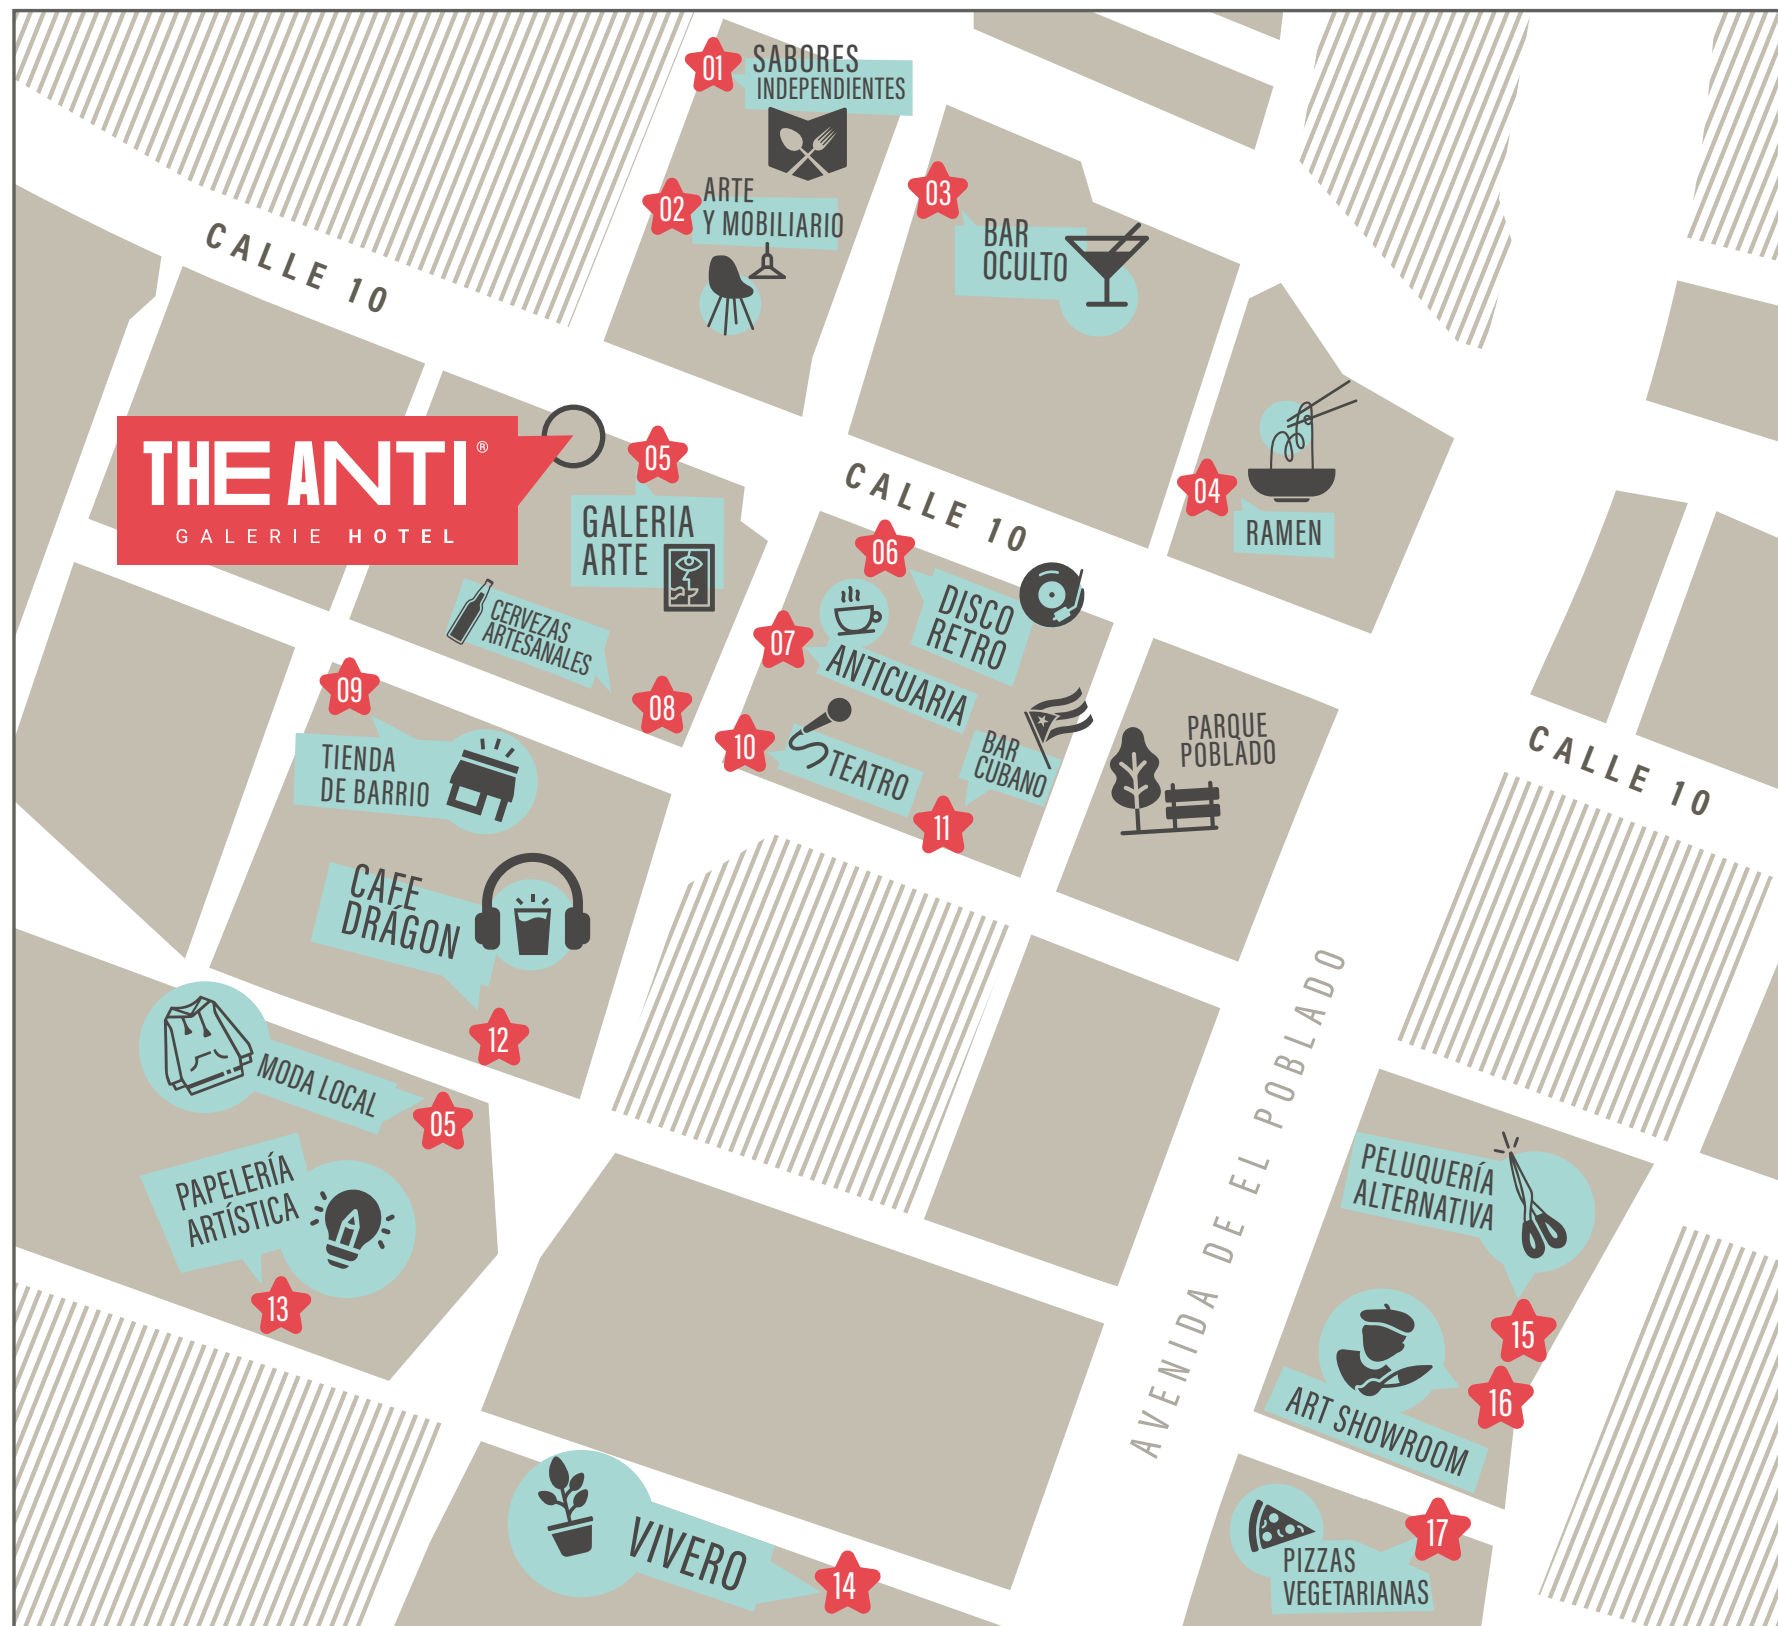 01
SABORES
INDEPENDIENTES
02
ARTE
Y MOBILIARIO
03
BAR
OCULTO
CALLE 10
THE ANTI®
GALERIE HOTEL
05
GALERIA
ARTE
CALLE 10
04
RAMEN
06
DISCO
RETRO
CERVEZAS
ARTESANALES
07
ANTICUARIA
08
09
TIENDA
DE BARRIO
10
TEATRO
BAR
CUBANO
11
PARQUE
POBLADO
CALLE 10
CAFE
DRÁGON
12
MODA LOCAL
05
AVENIDA DE EL POBLADO
PAPELERÍA
ARTÍSTICA
13
PELUQUERÍA
ALTERNATIVA
15
16
ART SHOWROOM
VIVERO
14
17
PIZZAS
VEGETARIANAS